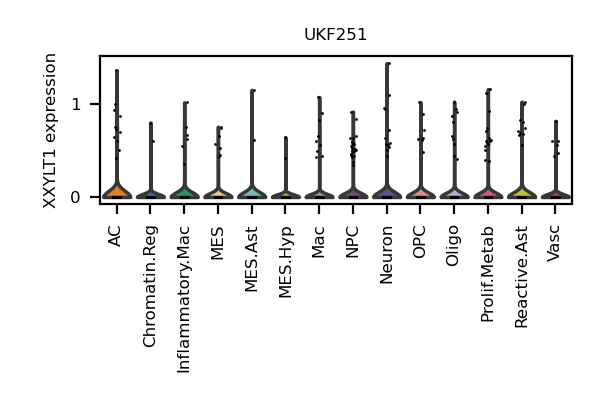 UKF251
XXYLT1 expression
1
0
AC
Chromatin.Reg
Inflammatory.Mac
MES
MES.Ast
MES.Hyp
Mac
NPC
Neuron
OPC
Oligo
Prolif.Metab
Reactive.Ast
Vasc